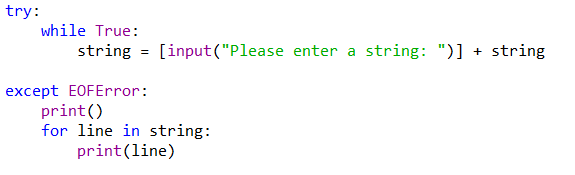 try:
    while True:
        string = [input("Please enter a string: ")] + string

except EOFError:
    print()
    for line in string:
        print(line)